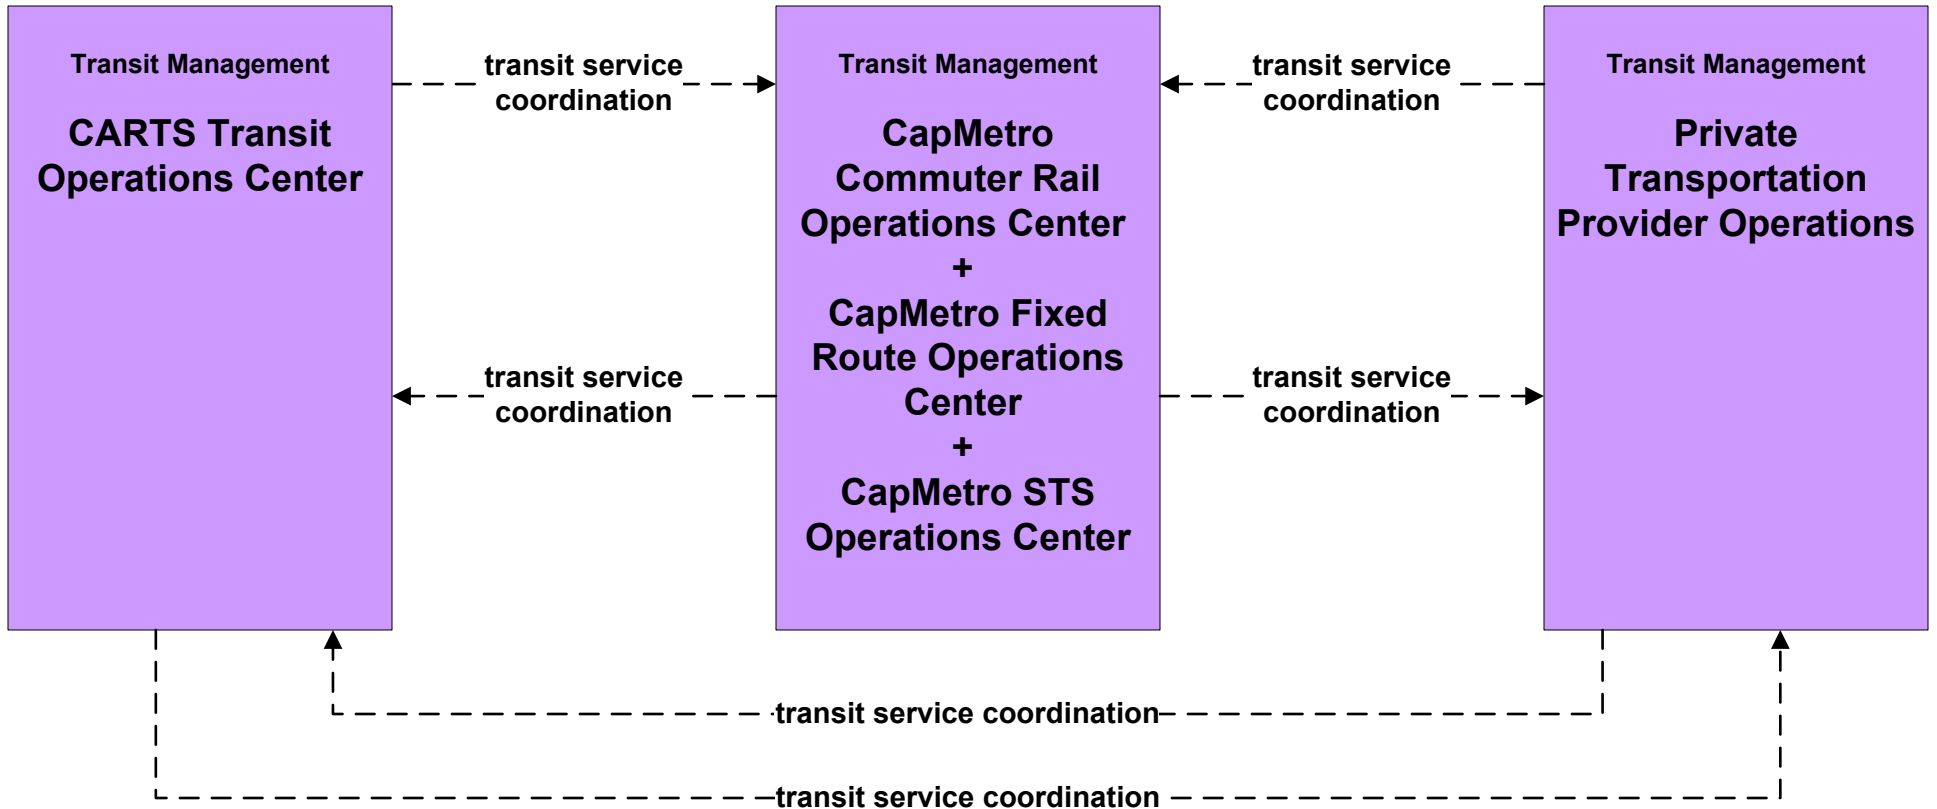 Transit Management
CARTS Transit
Operations Center
transit service
coordination
transit service
coordination
Transit Management
CapMetro
Commuter Rail
Operations Center
+
CapMetro Fixed
Route Operations
Center
+
CapMetro STS
Operations Center
transit service
coordination
transit service
coordination
Transit Management
Private
Transportation
Provider Operations
transit service coordination
transit service coordination